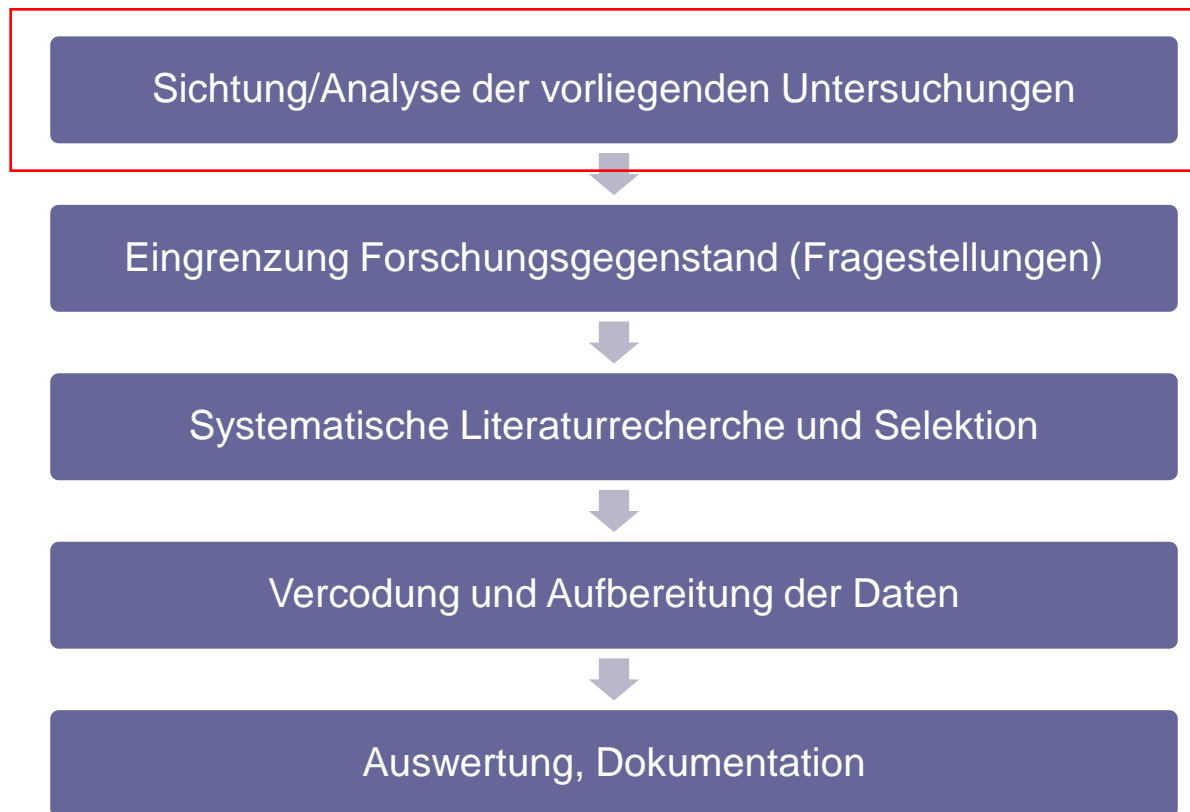 Sichtung/Analyse der vorliegenden Untersuchungen
Eingrenzung Forschungsgegenstand (Fragestellungen)
Systematische Literaturrecherche und Selektion
Vercodung und Aufbereitung der Daten
Auswertung, Dokumentation